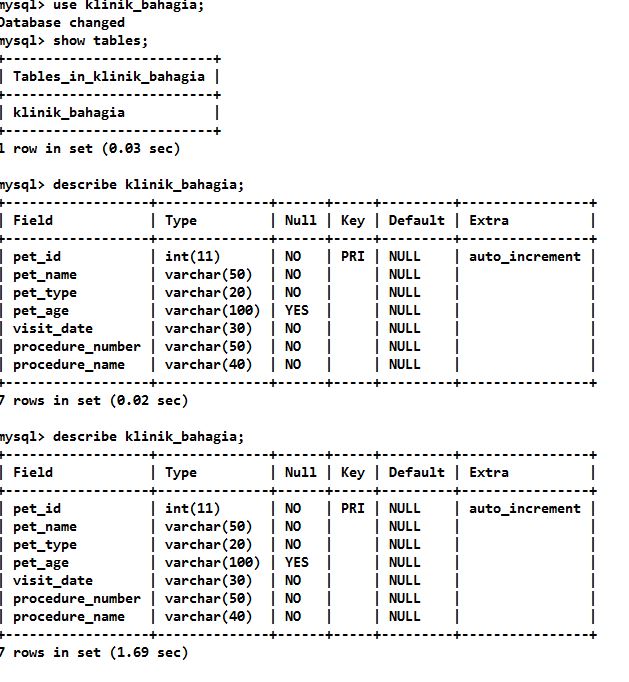 mysql> use klinik_bahagia;
Database changed
mysql> show tables;
+--------------------------+
| Tables_in_klinik_bahagia |
+--------------------------+
| klinik_bahagia           |
+--------------------------+
1 row in set (0.03 sec)

mysql> describe klinik_bahagia;
+------------------+--------------+------+-----+---------+----------------+
| Field            | Type         | Null | Key | Default | Extra          |
+------------------+--------------+------+-----+---------+----------------+
| pet_id           | int(11)      | NO   | PRI | NULL    | auto_increment |
| pet_name         | varchar(50)  | NO   |     | NULL    |                |
| pet_type         | varchar(20)  | NO   |     | NULL    |                |
| pet_age          | varchar(100) | YES  |     | NULL    |                |
| visit_date       | varchar(30)  | NO   |     | NULL    |                |
| procedure_number | varchar(50)  | NO   |     | NULL    |                |
| procedure_name   | varchar(40)  | NO   |     | NULL    |                |
+------------------+--------------+------+-----+---------+----------------+
7 rows in set (0.02 sec)

mysql> describe klinik_bahagia;
+------------------+--------------+------+-----+---------+----------------+
| Field            | Type         | Null | Key | Default | Extra          |
+------------------+--------------+------+-----+---------+----------------+
| pet_id           | int(11)      | NO   | PRI | NULL    | auto_increment |
| pet_name         | varchar(50)  | NO   |     | NULL    |                |
| pet_type         | varchar(20)  | NO   |     | NULL    |                |
| pet_age          | varchar(100) | YES  |     | NULL    |                |
| visit_date       | varchar(30)  | NO   |     | NULL    |                |
| procedure_number | varchar(50)  | NO   |     | NULL    |                |
| procedure_name   | varchar(40)  | NO   |     | NULL    |                |
+------------------+--------------+------+-----+---------+----------------+
7 rows in set (1.69 sec)